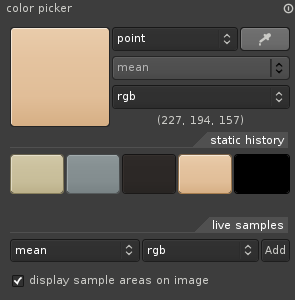 color picker
point
mean
rgb
(227, 194, 157)
static history
live samples
mean rgb Add
display sample areas on image